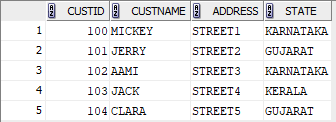 CUSTID CUSTNAME ADDRESS STATE
1 100 MICKEY STREET1 KARNATAKA
2 101 JERRY STREET2 GUJARAT
3 102 AAMI STREET3 KARNATAKA
4 103 JACK STREET4 KERALA
5 104 CLARA STREET5 GUJARAT